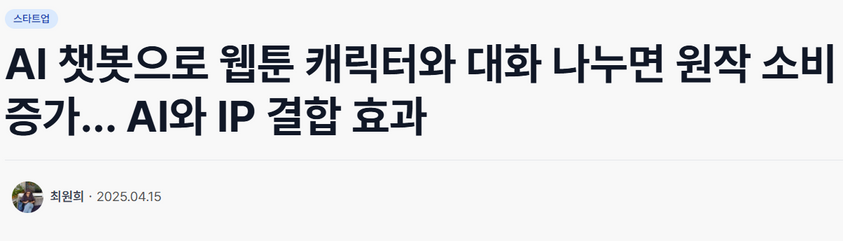 스타트업
AI 챗봇으로 웹툰 캐릭터와 대화 나누면 원작 소비
증가... AI와 IP 결합 효과
최원희 · 2025.04.15